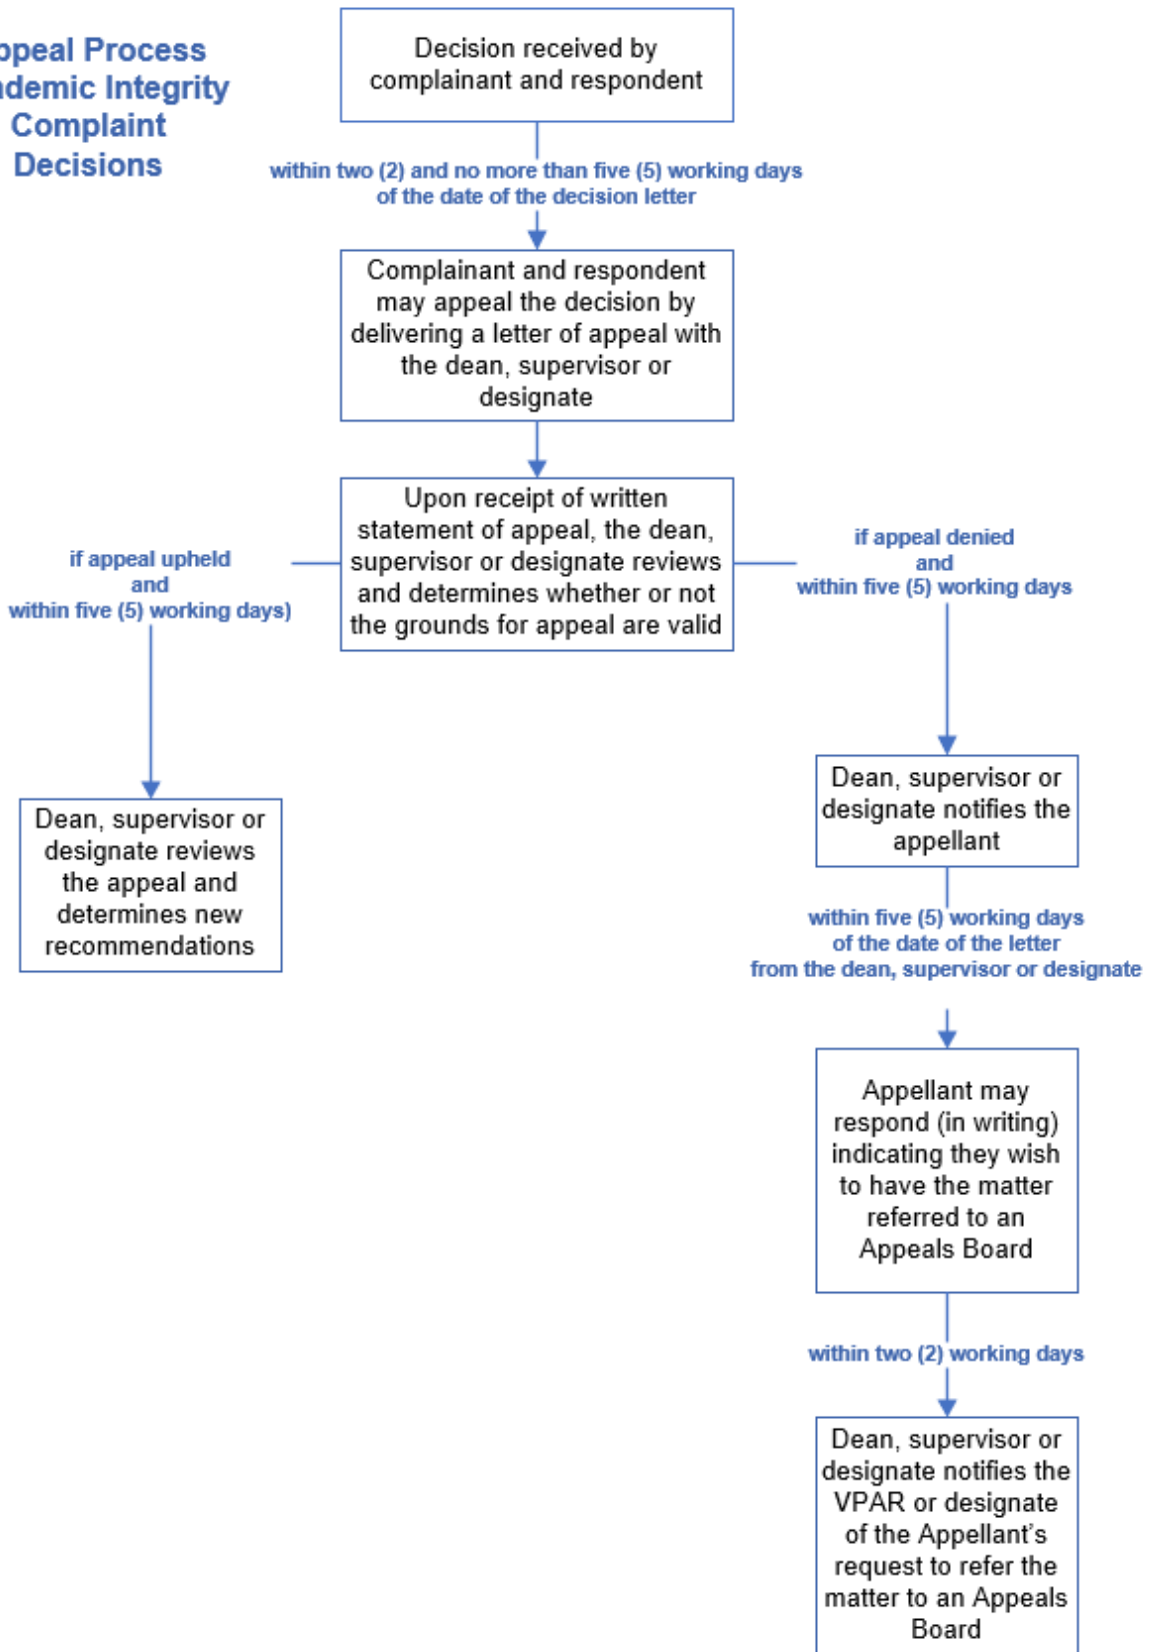 ppeal Process
ademic Integrity
Complaint
Decisions
Decision received by
complainant and respondent
within two (2) and no more than five (5) working days
of the date of the decision letter
Complainant and respondent
may appeal the decision by
delivering a letter of appeal with
the dean, supervisor or
designate
Upon receipt of written
statement of appeal, the dean,
supervisor or designate reviews
and determines whether or not
the grounds for appeal are valid
if appeal upheld
and
within five (5) working days)
if appeal denied
and
within five (5) working days
Dean, supervisor or
designate reviews
the appeal and
determines new
recommendations
Dean, supervisor or
designate notifies the
appellant
within five (5) working days
of the date of the letter
from the dean, supervisor or designate
Appellant may
respond (in writing)
indicating they wish
to have the matter
referred to an
Appeals Board
within two (2) working days
Dean, supervisor or
designate notifies the
VPAR or designate
of the Appellant’s
request to refer the
matter to an Appeals
Board